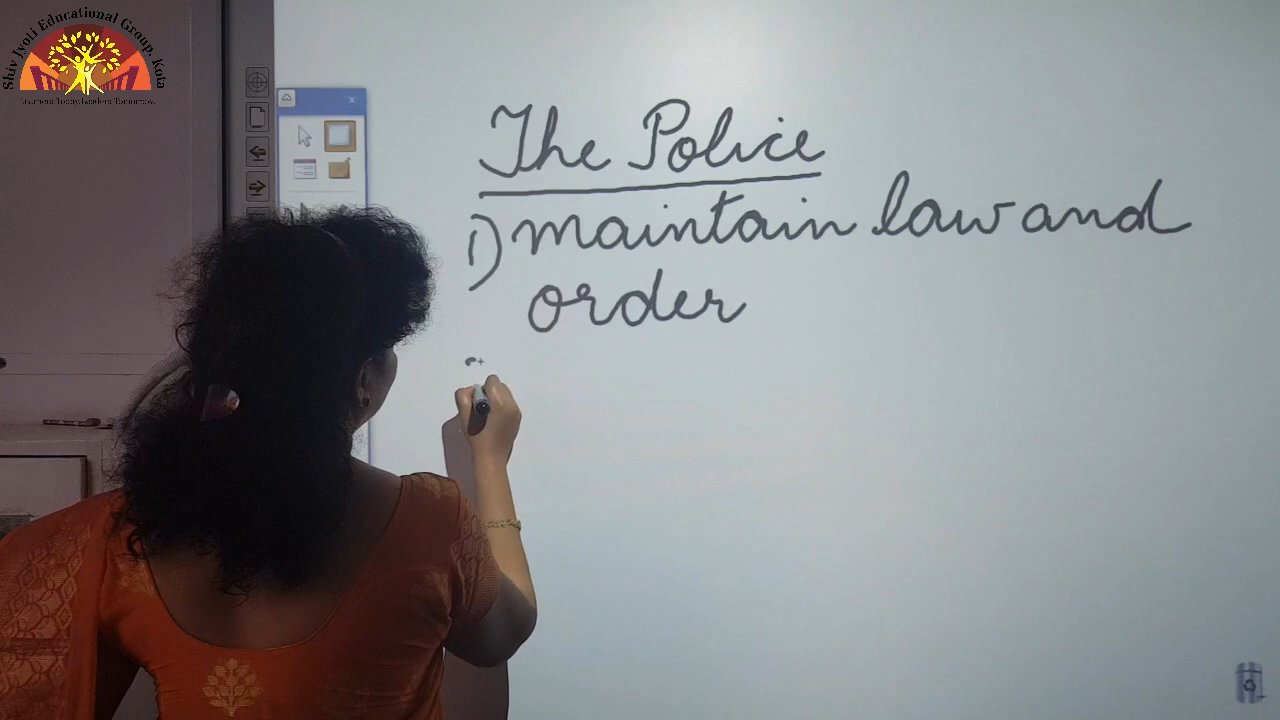 Shiv Jyoti Educational Group, Kota
The Police
1) maintain law and
order